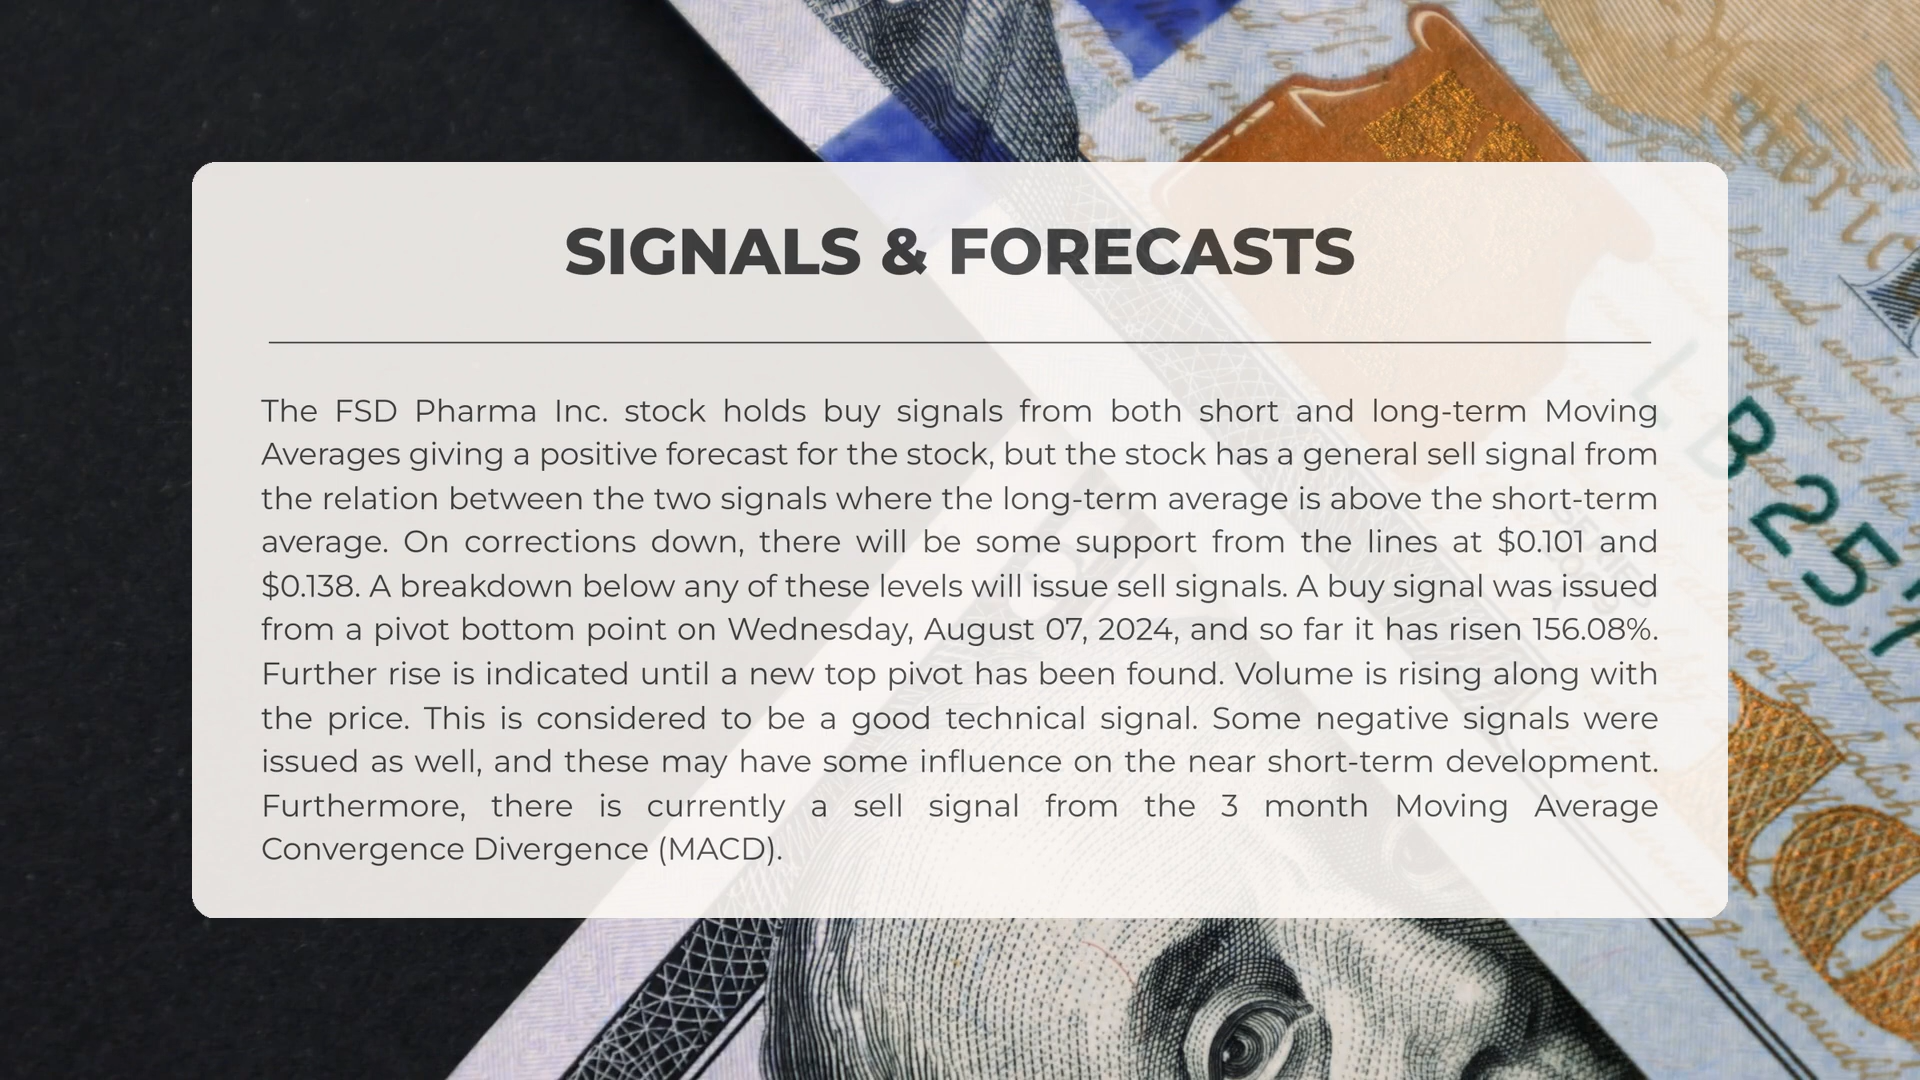 SIGNALS & FORECASTS
The FSD Pharma Inc. stock holds buy signals from both short and long-term Moving
Averages giving a positive forecast for the stock, but the stock has a general sell signal from
the relation between the two signals where the long-term average is above the short-term
average. On corrections down, there will be some support from the lines at $0.101 and
$0.138. A breakdown below any of these levels will issue sell signals. A buy signal was issued
from a pivot bottom point on Wednesday, August 07, 2024, and so far it has risen 156.08%.
Further rise is indicated until a new top pivot has been found. Volume is rising along with
the price. This is considered to be a good technical signal. Some negative signals were
issued as well, and these may have some influence on the near short-term development.
Furthermore, there is currently a sell signal from the 3 month Moving Average
Convergence Divergence (MACD).